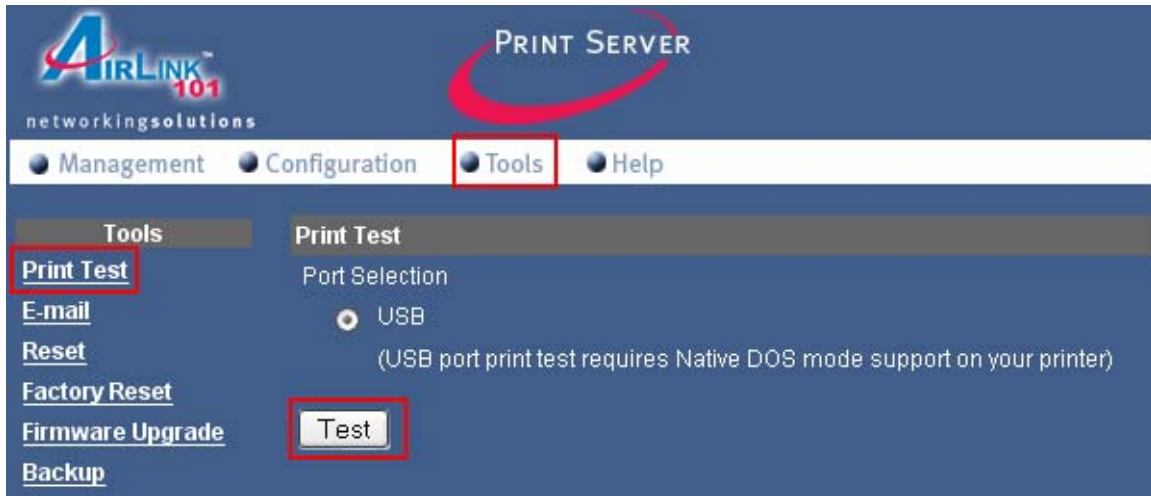 AIRLINK™
101
networkingsolutions
PRINT SERVER
Management Configuration Tools Help
Tools
Print Test
E-mail
Reset
Factory Reset
Firmware Upgrade
Backup
Print Test
Port Selection
USB
(USB port print test requires Native DOS mode support on your printer)
Test